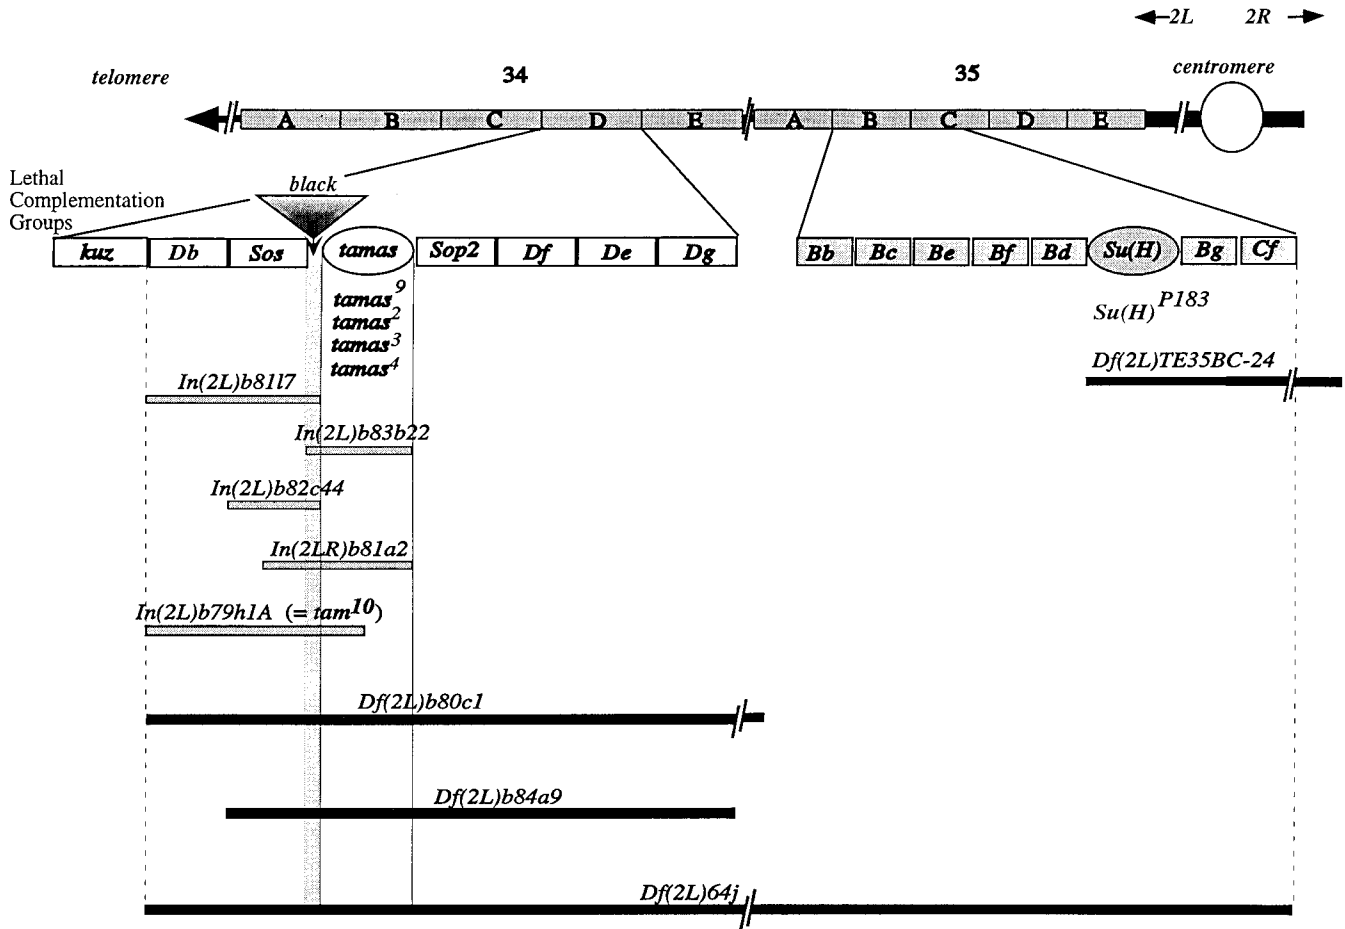 2L 2R
telomere 34 35 centromere
A B C D E A B C D E
Lethal
Complementation
Groups
black
kuz Db Sos tamas Sop2 Df De Dg Bb Bc Be Bf Bd Su(H) Bg Cf
tamas9
tamas2
tamas3
tamas4
Su(H)P183
Df(2L)TE35BC-24
In(2L)b81l7
In(2L)b83b22
In(2L)b82c44
In(2LR)b81a2
In(2L)b79h1A (= tam10)
Df(2L)b80c1
Df(2L)b84a9
Df(2L)64j